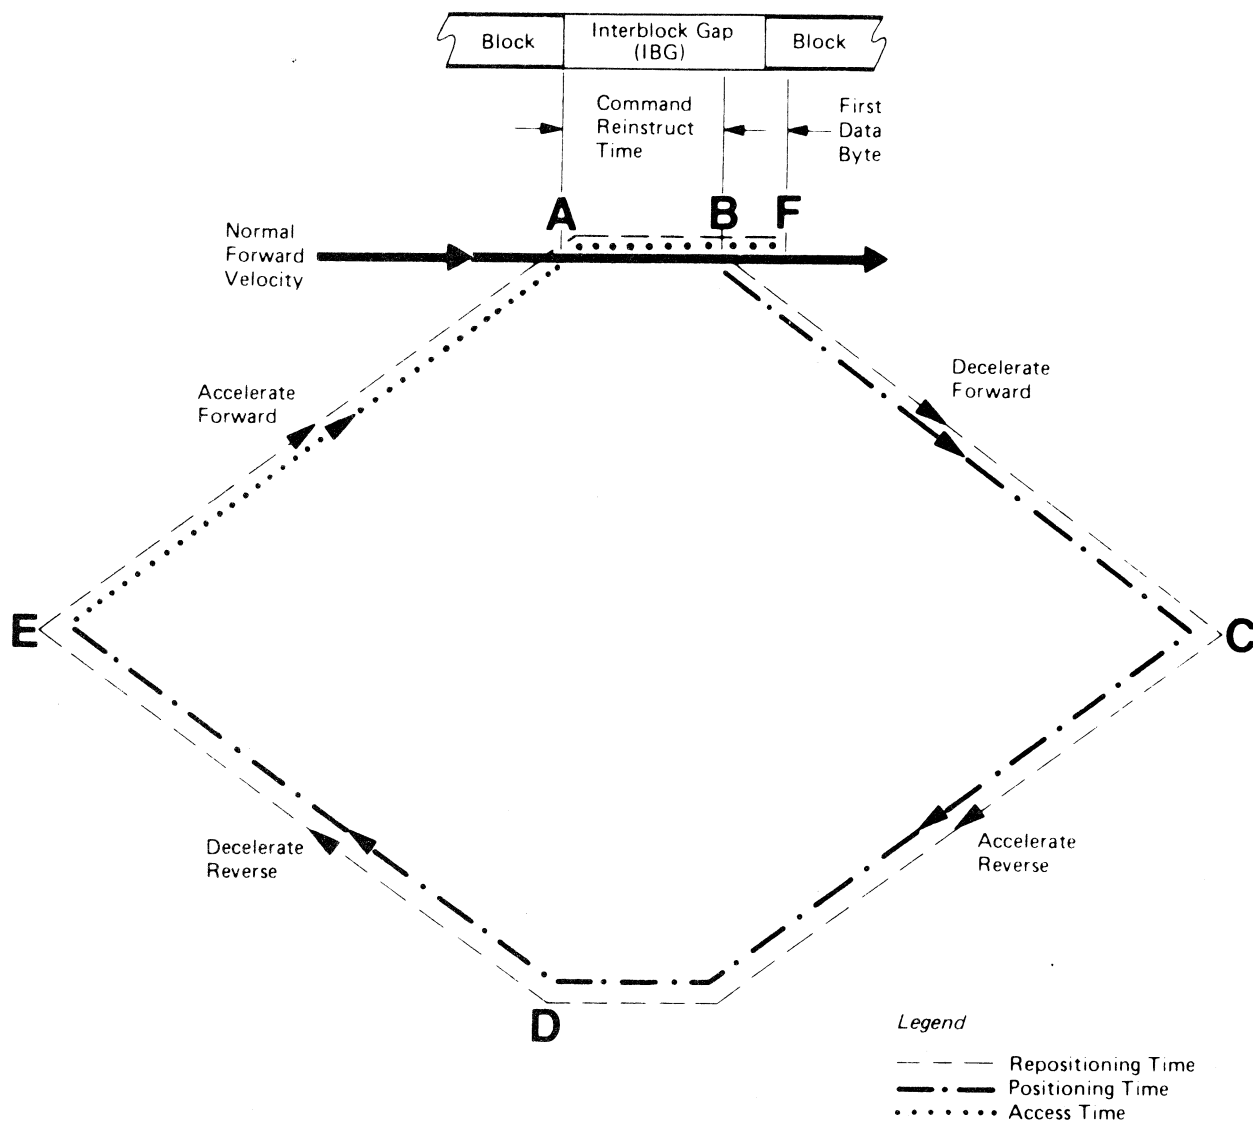 Block
Interblock Gap
(IBG)
Block
Command
Reinstruct
Time
First
Data
Byte
A
B
F
Normal
Forward
Velocity
Accelerate
Forward
Decelerate
Forward
E
C
Decelerate
Reverse
Accelerate
Reverse
D
Legend
Repositioning Time
Positioning Time
Access Time